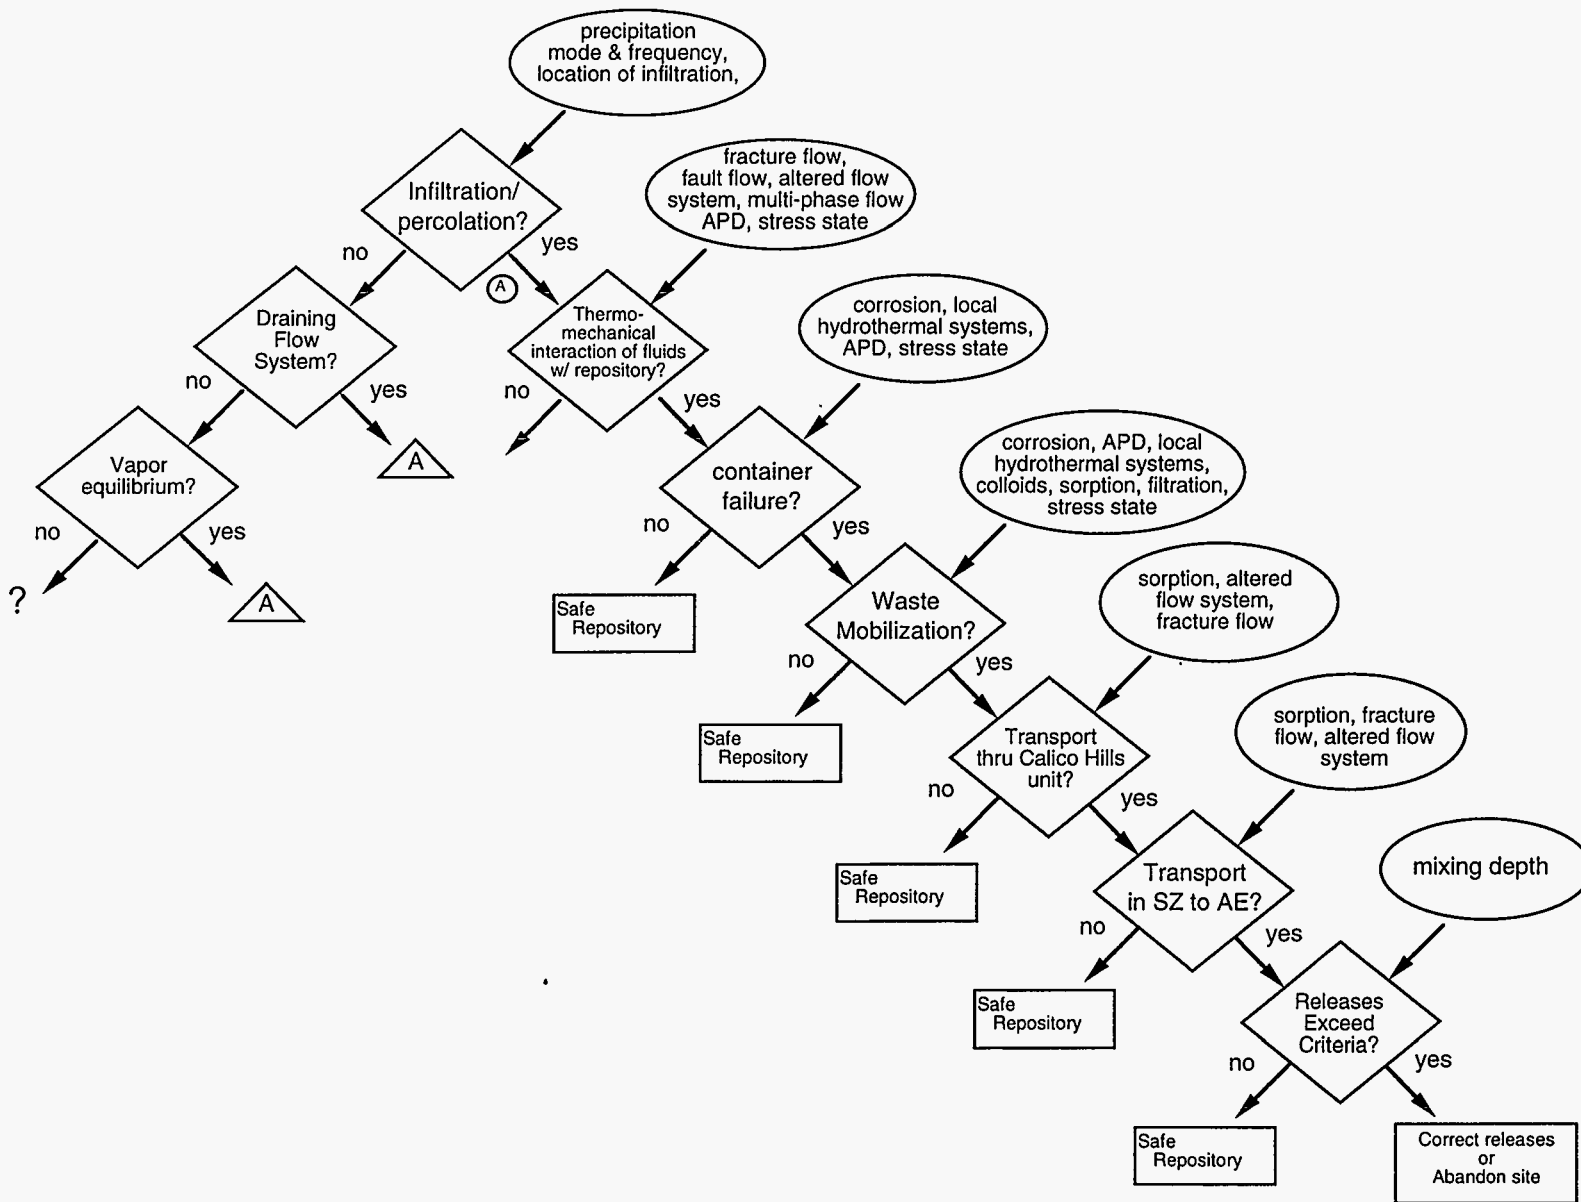 precipitation
mode & frequency,
location of infiltration,
Infiltration/
percolation?
no
yes
A
fracture flow,
fault flow, altered flow
system, multi-phase flow
APD, stress state
Draining
Flow
System?
no
yes
A
Thermo-
mechanical
interaction of fluids
w/ repository?
no
yes
corrosion, local
hydrothermal systems,
APD, stress state
Vapor
equilibrium?
no
yes
?
A
container
failure?
no
yes
Safe
Repository
corrosion, APD, local
hydrothermal systems,
colloids, sorption, filtration,
stress state
Waste
Mobilization?
no
yes
Safe
Repository
sorption, altered
flow system,
fracture flow
Transport
thru Calico Hills
unit?
no
yes
Safe
Repository
sorption, fracture
flow, altered flow
system
Transport
in SZ to AE?
no
yes
Safe
Repository
mixing depth
Releases
Exceed
Criteria?
no
yes
Safe
Repository
Correct releases
or
Abandon site